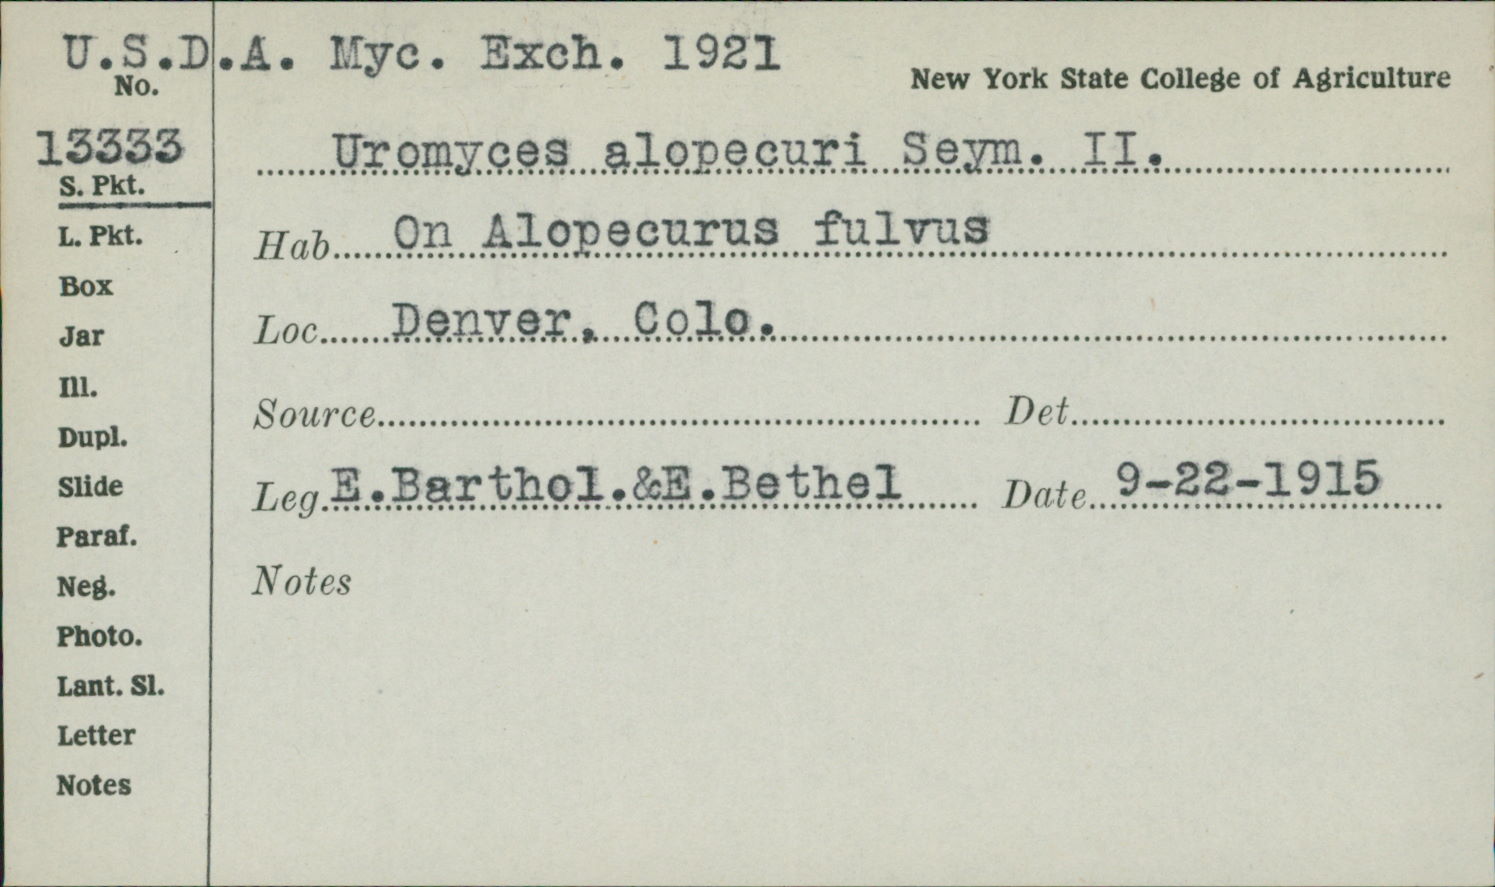 U.S.D.A. Myc. Exch. 1921
No.
New York State College of Agriculture
13333
Uromyces alopecuri Seym. II.
S. Pkt.
L. Pkt.
Hab. On Alopecurus fulvus
Box
Loc. Denver, Colo.
Jar
Ill.
Source Det.
Dupl.
Slide
Leg. E.Barthol.&E.Bethel Date 9-22-1915
Paraf.
Neg.
Notes
Photo.
Lant. Sl.
Letter
Notes